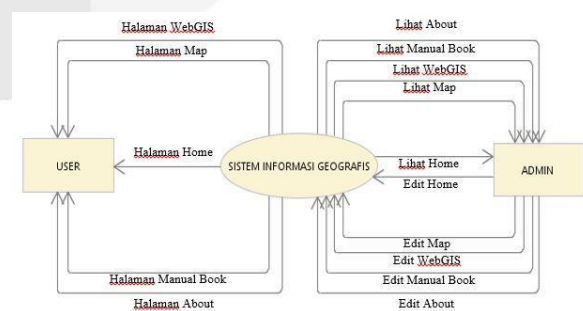 Halaman WebGIS
Halaman Map
Lihat About
Lihat Manual Book
Lihat WebGIS
Lihat Map
USER
Halaman Home
SISTEM INFORMASI GEOGRAFIS
Lihat Home
Edit Home
ADMIN
Edit Map
Edit WebGIS
Edit Manual Book
Edit About
Halaman Manual Book
Halaman About